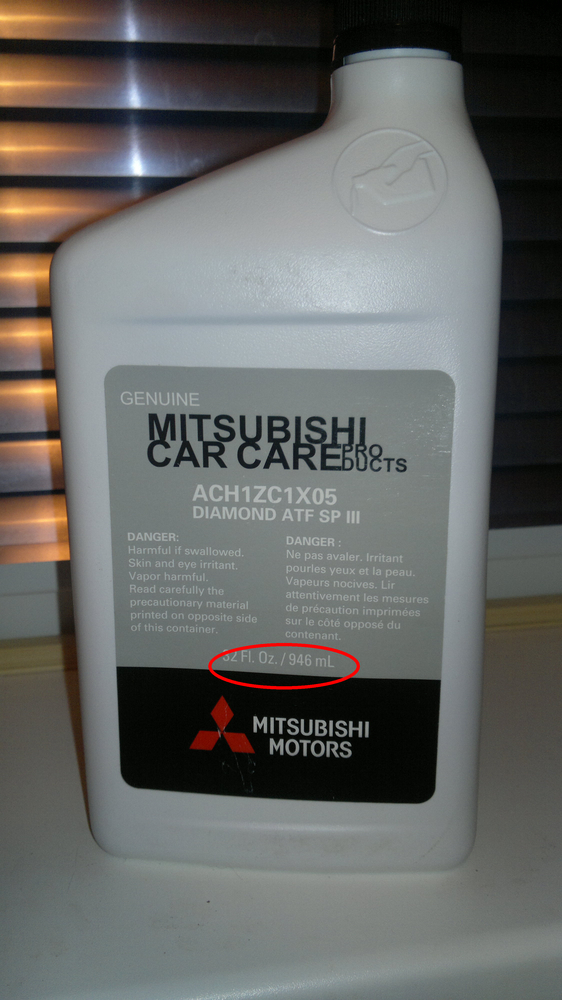 GENUINE
MITSUBISHI
CAR CARE PRO
DUCTS
ACH1ZC1X05
DIAMOND ATF SP III
DANGER:
Harmful if swallowed.
Skin and eye irritant.
Vapor harmful.
Read carefully the
precautionary material
printed on opposite side
of this container.
DANGER :
Ne pas avaler. Irritant
pourles yeux et la peau.
Vapeurs nocives. Lir
attentivement les mesures
de précaution imprimées
sur le côté opposé du
contenant.
32 Fl. Oz. / 946 mL
MITSUBISHI
MOTORS